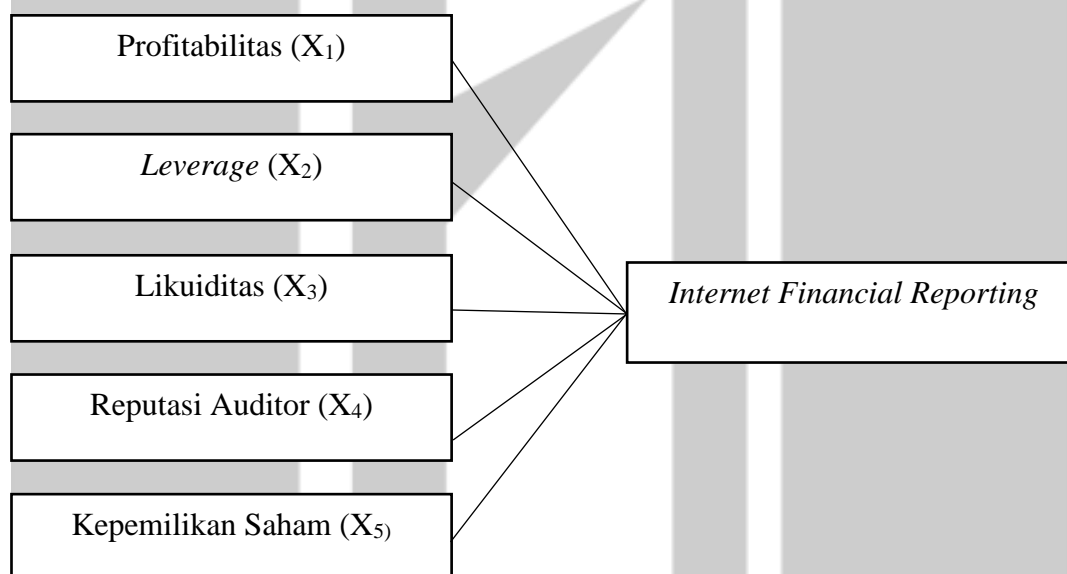 Profitabilitas (X₁)
Leverage (X₂)
Likuiditas (X₃)
Internet Financial Reporting
Reputasi Auditor (X₄)
Kepemilikan Saham (X₅)